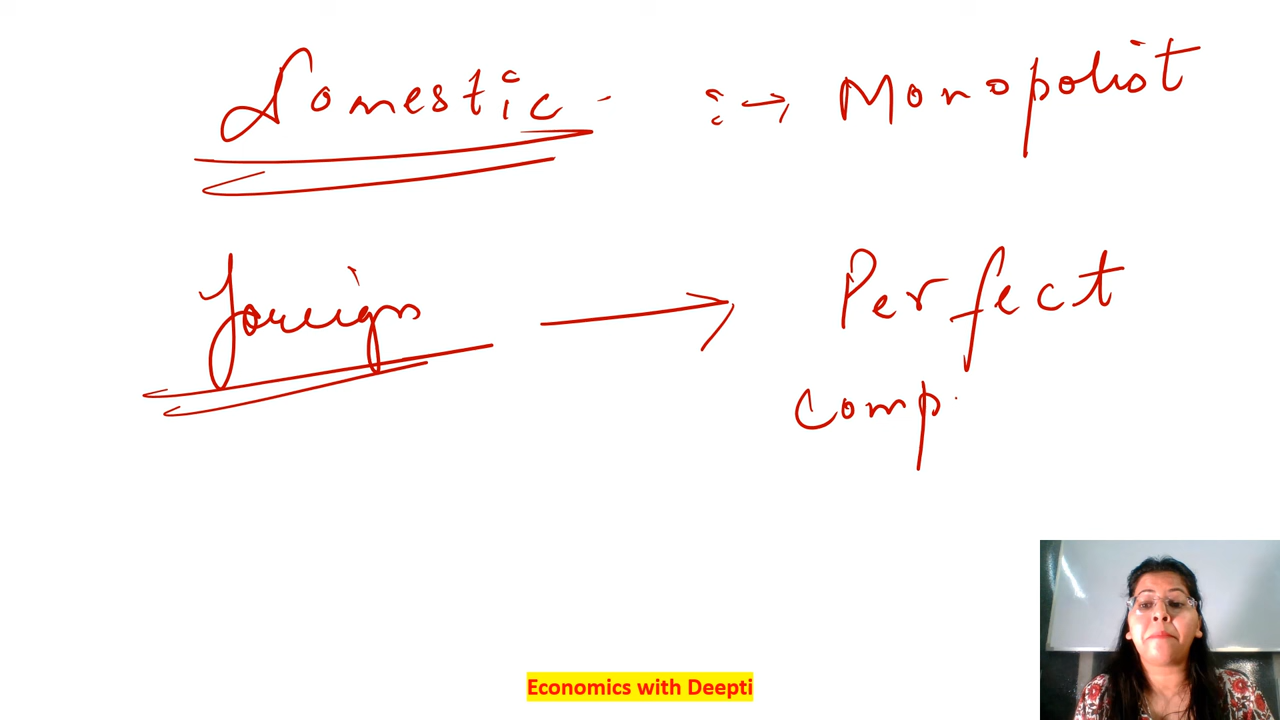 Domestic : → Monopolist
Foreign → Perfect
comp.
Economics with Deepti